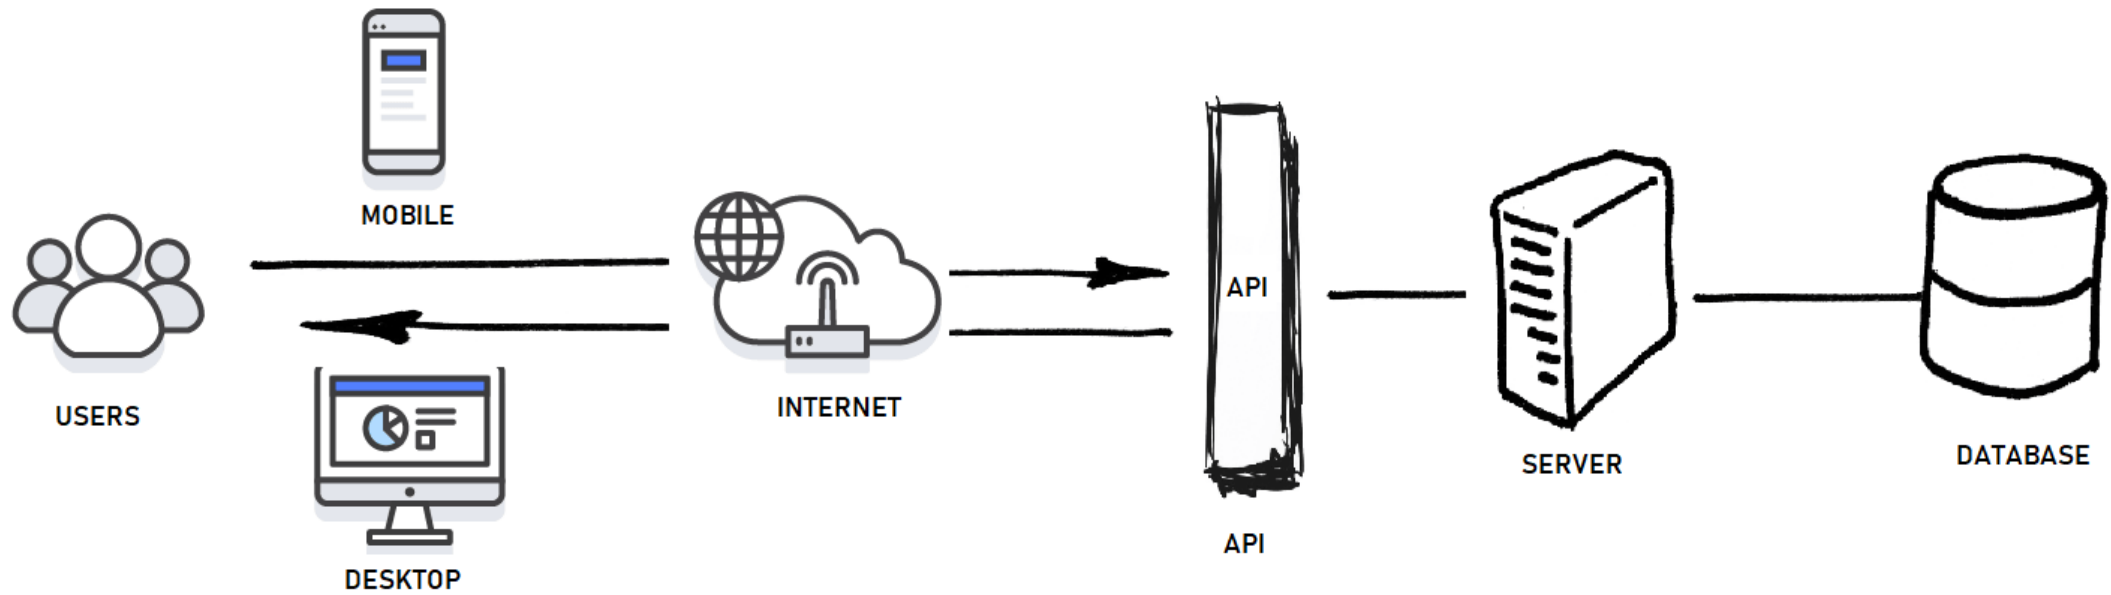 MOBILE
USERS
DESKTOP
INTERNET
API
API
SERVER
DATABASE